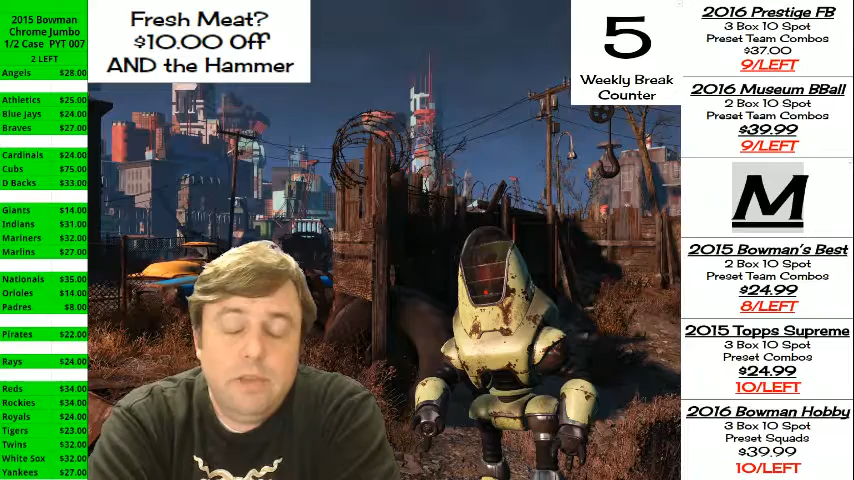 2015 Bowman
Chrome Jumbo
1/2 Case PYT 007
2 LEFT
Angels $28.00
Athletics $25.00
Blue Jays $24.00
Braves $27.00
Cardinals $24.00
Cubs $75.00
D Backs $33.00
Giants $14.00
Indians $31.00
Mariners $32.00
Marlins $27.00
Nationals $35.00
Orioles $14.00
Padres $8.00
Pirates $22.00
Rays $24.00
Reds $34.00
Rockies $34.00
Royals $24.00
Tigers $23.00
Twins $32.00
White Sox $32.00
Yankees $27.00
Fresh Meat?
$10.00 Off
AND the Hammer
5
Weekly Break
Counter
2016 Prestige FB
3 Box 10 Spot
Preset Team Combos
$37.00
9/LEFT
2016 Museum BBall
2 Box 10 Spot
Preset Team Combos
$39.99
9/LEFT
M
2015 Bowman's Best
2 Box 10 Spot
Preset Team Combos
$24.99
8/LEFT
2015 Topps Supreme
3 Box 10 Spot
Preset Combos
$24.99
10/LEFT
2016 Bowman Hobby
3 Box 10 Spot
Preset Squads
$39.99
10/LEFT